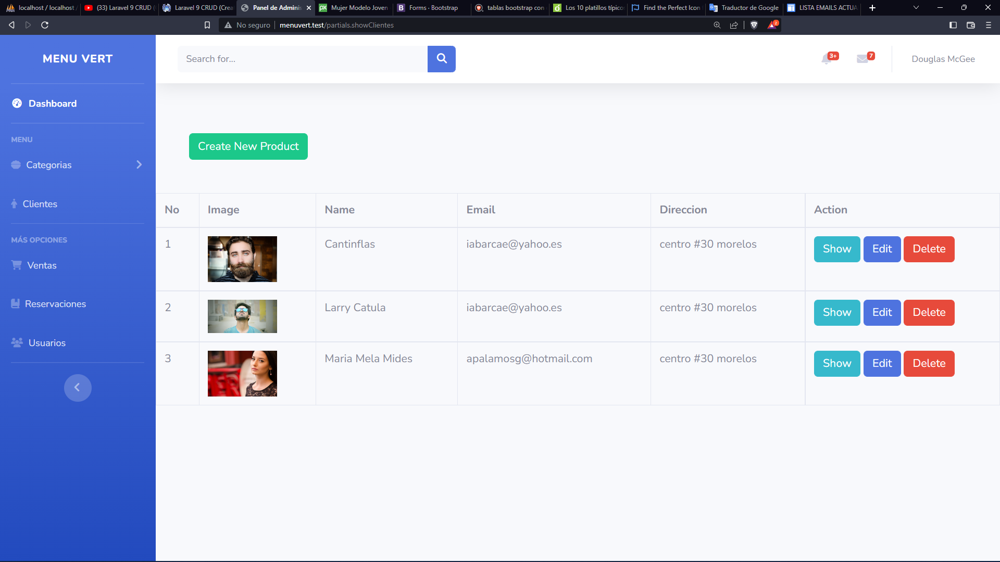 localhost / localhost /
(33) Laravel 9 CRUD (
Laravel 9 CRUD (Crea
Panel de Adminis
Mujer Modelo Joven
Forms · Bootstrap
tablas bootstrap con
Los 10 platillos típico
Find the Perfect Icon
Traductor de Google
LISTA EMAILS ACTUA
No seguro
menuvert.test/partials.showClientes
2
MENU VERT
Search for...
3+
7
Douglas McGee
Dashboard
MENU
Categorias
Clientes
MÁS OPCIONES
Ventas
Reservaciones
Usuarios
Create New Product
No Image Name Email Direccion Action
1 Cantinflas iabarcae@yahoo.es centro #30 morelos Show Edit Delete
2 Larry Catula iabarcae@yahoo.es centro #30 morelos Show Edit Delete
3 Maria Mela Mides apalamosg@hotmail.com centro #30 morelos Show Edit Delete